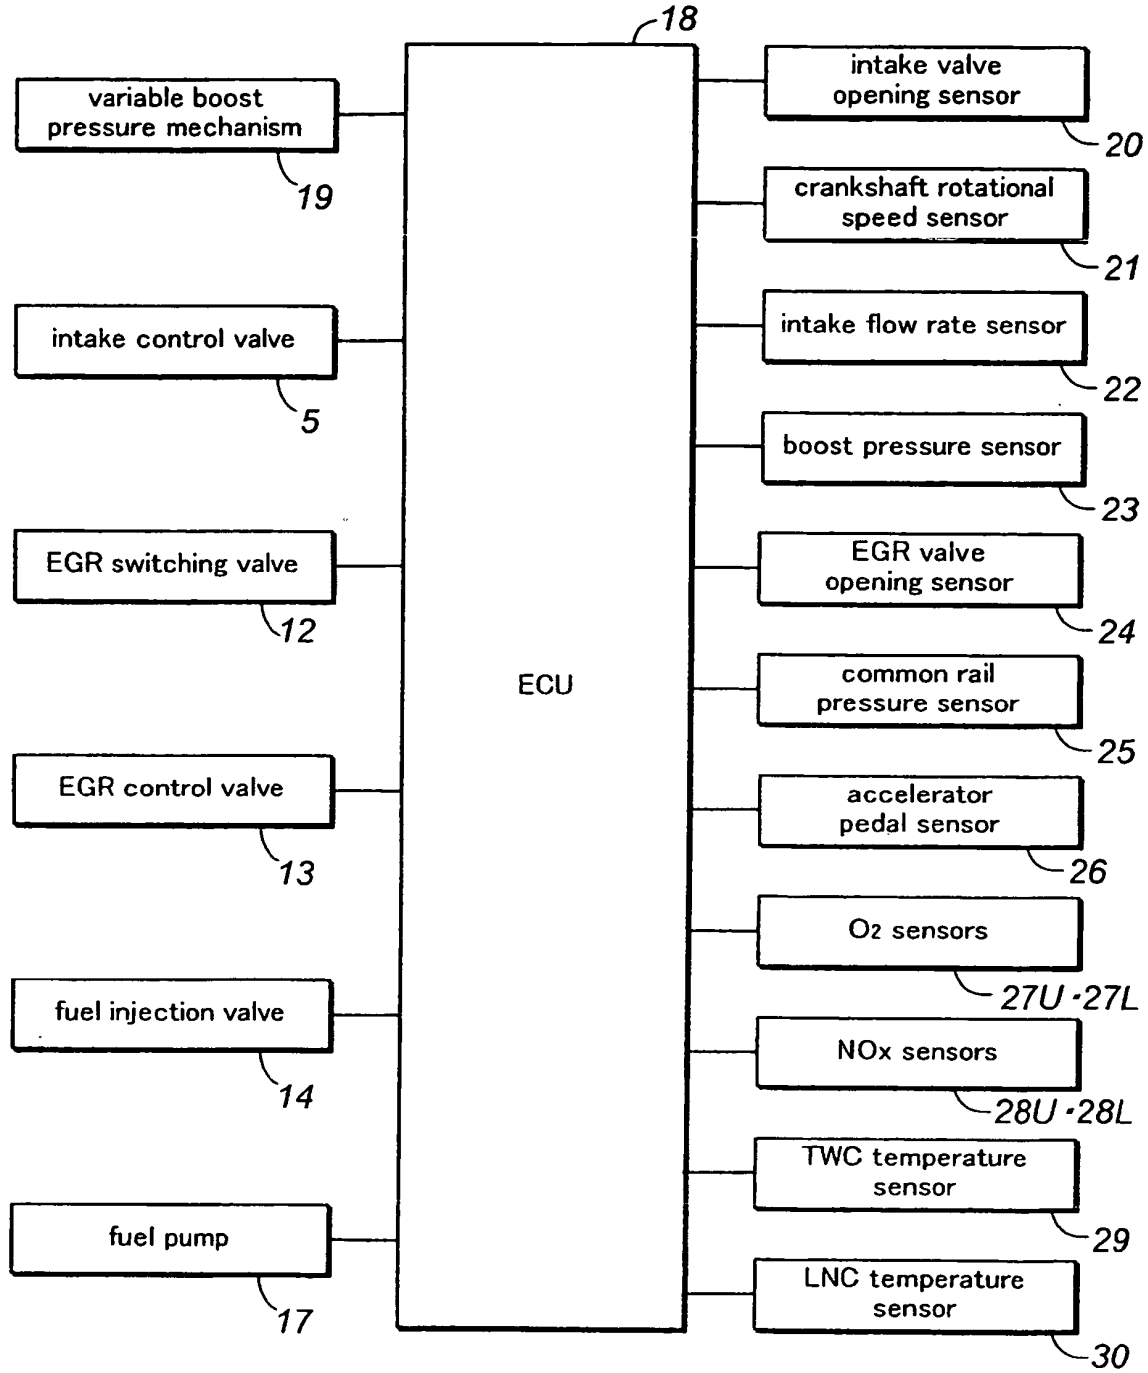 18
variable boost
pressure mechanism
19
intake control valve
5
EGR switching valve
12
EGR control valve
13
fuel injection valve
14
fuel pump
17
ECU
intake valve
opening sensor
20
crankshaft rotational
speed sensor
21
intake flow rate sensor
22
boost pressure sensor
23
EGR valve
opening sensor
24
common rail
pressure sensor
25
accelerator
pedal sensor
26
O2 sensors
27U・27L
NOx sensors
28U・28L
TWC temperature
sensor
29
LNC temperature
sensor
30